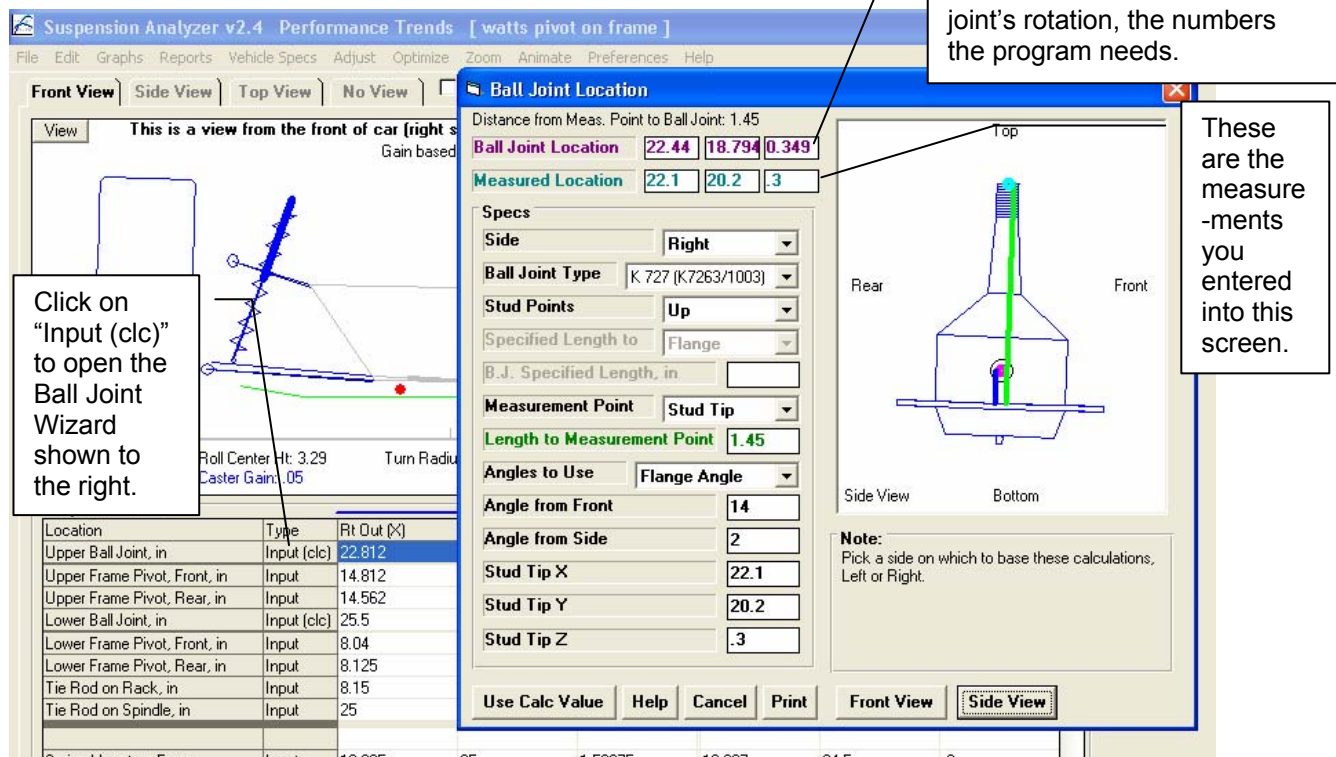 joint's rotation, the numbers
the program needs.
Suspension Analyzer v2.4 Performance Trends [ watts pivot on frame ]
File Edit Graphs Reports Vehicle Specs Adjust Optimize Zoom Animate Preferences Help
Front View Side View Top View No View
View This is a view from the front of car (right s
Gain based
Click on
"Input (clc)"
to open the
Ball Joint
Wizard
shown to
the right.
Roll Center Ht: 3.29 Turn Radiu
Caster Gain: .05
Location Type Rt Out (X)
Upper Ball Joint, in Input (clc) 22.812
Upper Frame Pivot, Front, in Input 14.812
Upper Frame Pivot, Rear, in Input 14.562
Lower Ball Joint, in Input (clc) 25.5
Lower Frame Pivot, Front, in Input 8.04
Lower Frame Pivot, Rear, in Input 8.125
Tie Rod on Rack, in Input 8.15
Tie Rod on Spindle, in Input 25
Ball Joint Location
Distance from Meas. Point to Ball Joint: 1.45
Ball Joint Location 22.44 18.794 0.349
Measured Location 22.1 20.2 .3
Specs
Side Right
Ball Joint Type K 727 (K7263/1003)
Stud Points Up
Specified Length to Flange
B.J. Specified Length, in
Measurement Point Stud Tip
Length to Measurement Point 1.45
Angles to Use Flange Angle
Angle from Front 14
Angle from Side 2
Stud Tip X 22.1
Stud Tip Y 20.2
Stud Tip Z .3
Use Calc Value Help Cancel Print Front View Side View
Top
Rear Front
Side View Bottom
Note:
Pick a side on which to base these calculations,
Left or Right.
These
are the
measure
-ments
you
entered
into this
screen.